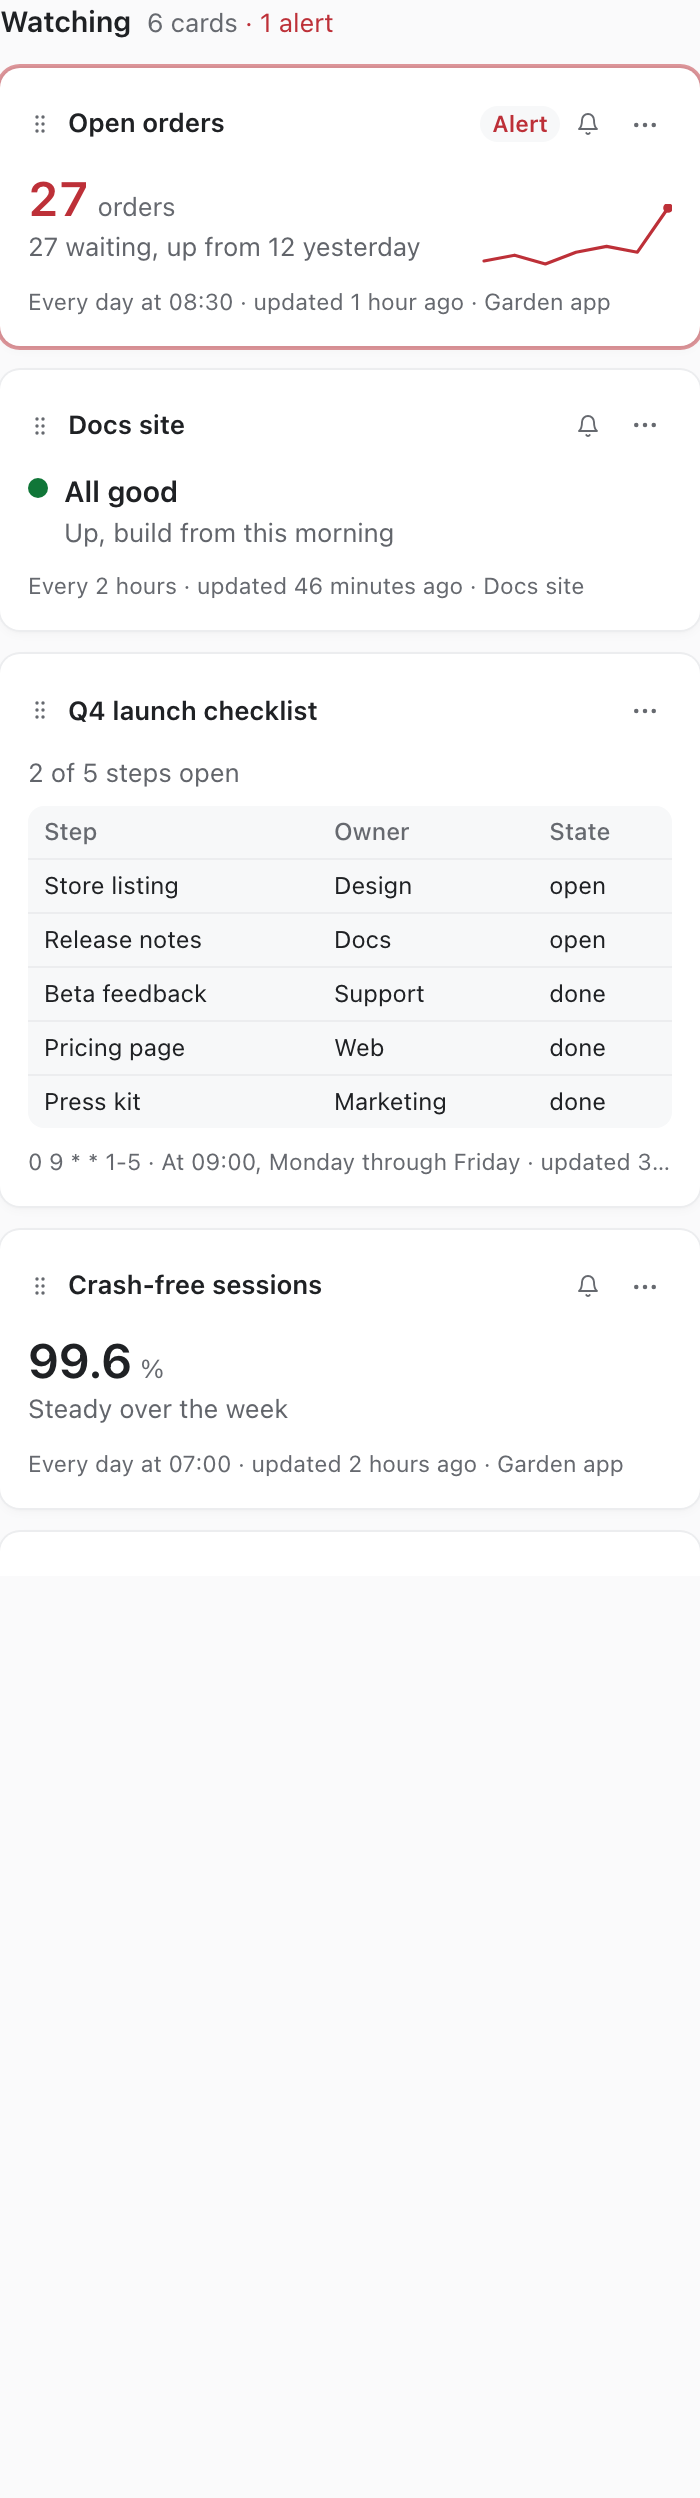 Watching 6 cards · 1 alert
Open orders Alert
27 orders
27 waiting, up from 12 yesterday
Every day at 08:30 · updated 1 hour ago · Garden app
Docs site
All good
Up, build from this morning
Every 2 hours · updated 46 minutes ago · Docs site
Q4 launch checklist
2 of 5 steps open
Step Owner State
Store listing Design open
Release notes Docs open
Beta feedback Support done
Pricing page Web done
Press kit Marketing done
0 9 * * 1-5 · At 09:00, Monday through Friday · updated 3...
Crash-free sessions
99.6 %
Steady over the week
Every day at 07:00 · updated 2 hours ago · Garden app